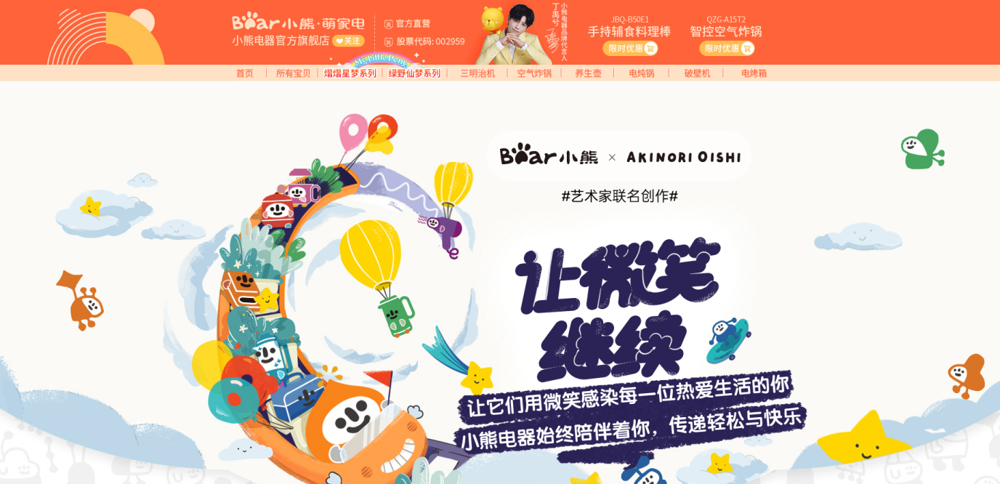 Bear小熊·萌家电
小熊电器官方旗舰店 关注
官方直营
股票代码: 002959
小熊电器品牌代言人
丁禹兮
JBQ-B50E1
手持辅食料理棒
限时优惠
QZG-A15T2
智控空气炸锅
限时优惠
My Little Pony
首页 所有宝贝 熠熠星梦系列 绿野仙梦系列 三明治机 空气炸锅 养生壶 电炖锅 破壁机 电烤箱
Bear小熊 × AKINORI OISHI
#艺术家联名创作#
让微笑
继续
让它们用微笑感染每一位热爱生活的你
小熊电器始终陪伴着你，传递轻松与快乐